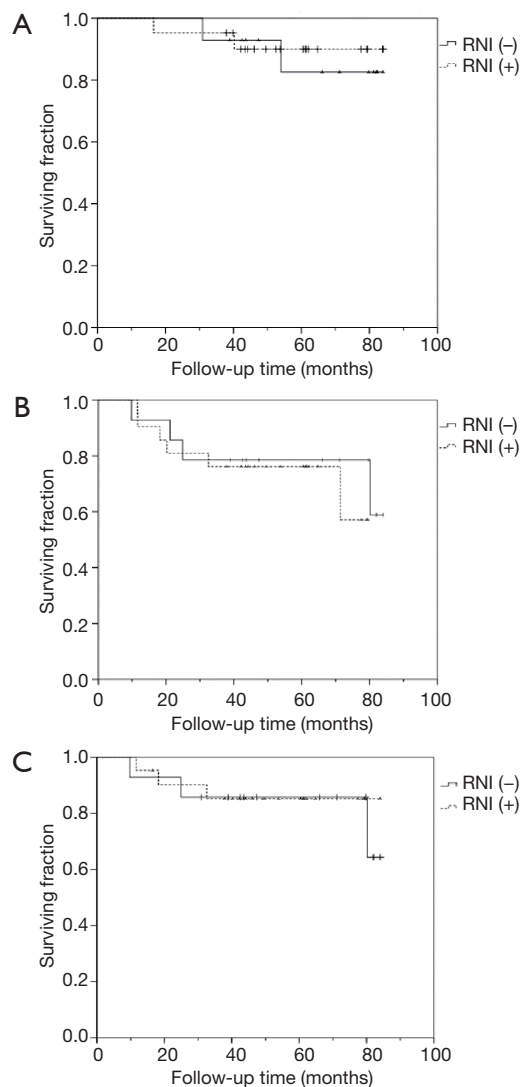 A
1.0
0.8
0.6
0.4
0.2
0.0
Surviving fraction
0 20 40 60 80 100
Follow-up time (months)
RNI (–)
RNI (+)
B
1.0
0.8
0.6
0.4
0.2
0.0
Surviving fraction
0 20 40 60 80 100
Follow-up time (months)
RNI (–)
RNI (+)
C
1.0
0.8
0.6
0.4
0.2
0.0
Surviving fraction
0 20 40 60 80 100
Follow-up time (months)
RNI (–)
RNI (+)